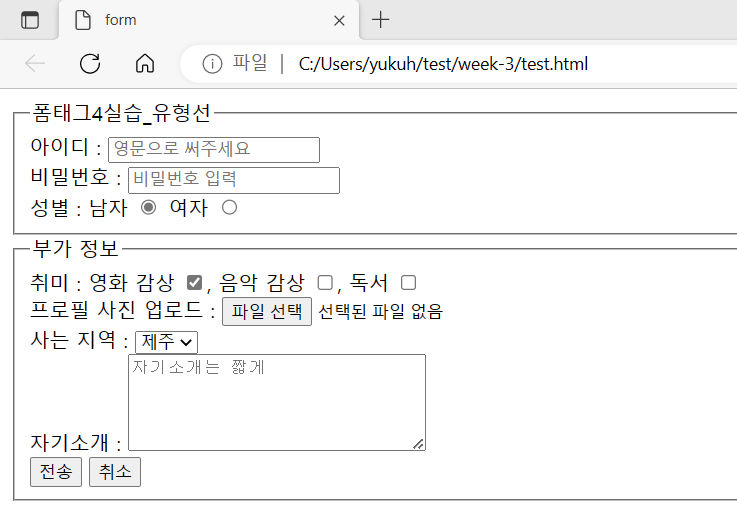 form
파일 | C:/Users/yukuh/test/week-3/test.html
폼태그4실습_유형선
아이디 : 영문으로 써주세요
비밀번호 : 비밀번호 입력
성별 : 남자 여자
부가 정보
취미 : 영화 감상 , 음악 감상 , 독서
프로필 사진 업로드 : 파일 선택 선택된 파일 없음
사는 지역 : 제주
자기소개는 짧게
자기소개 :
전송 취소